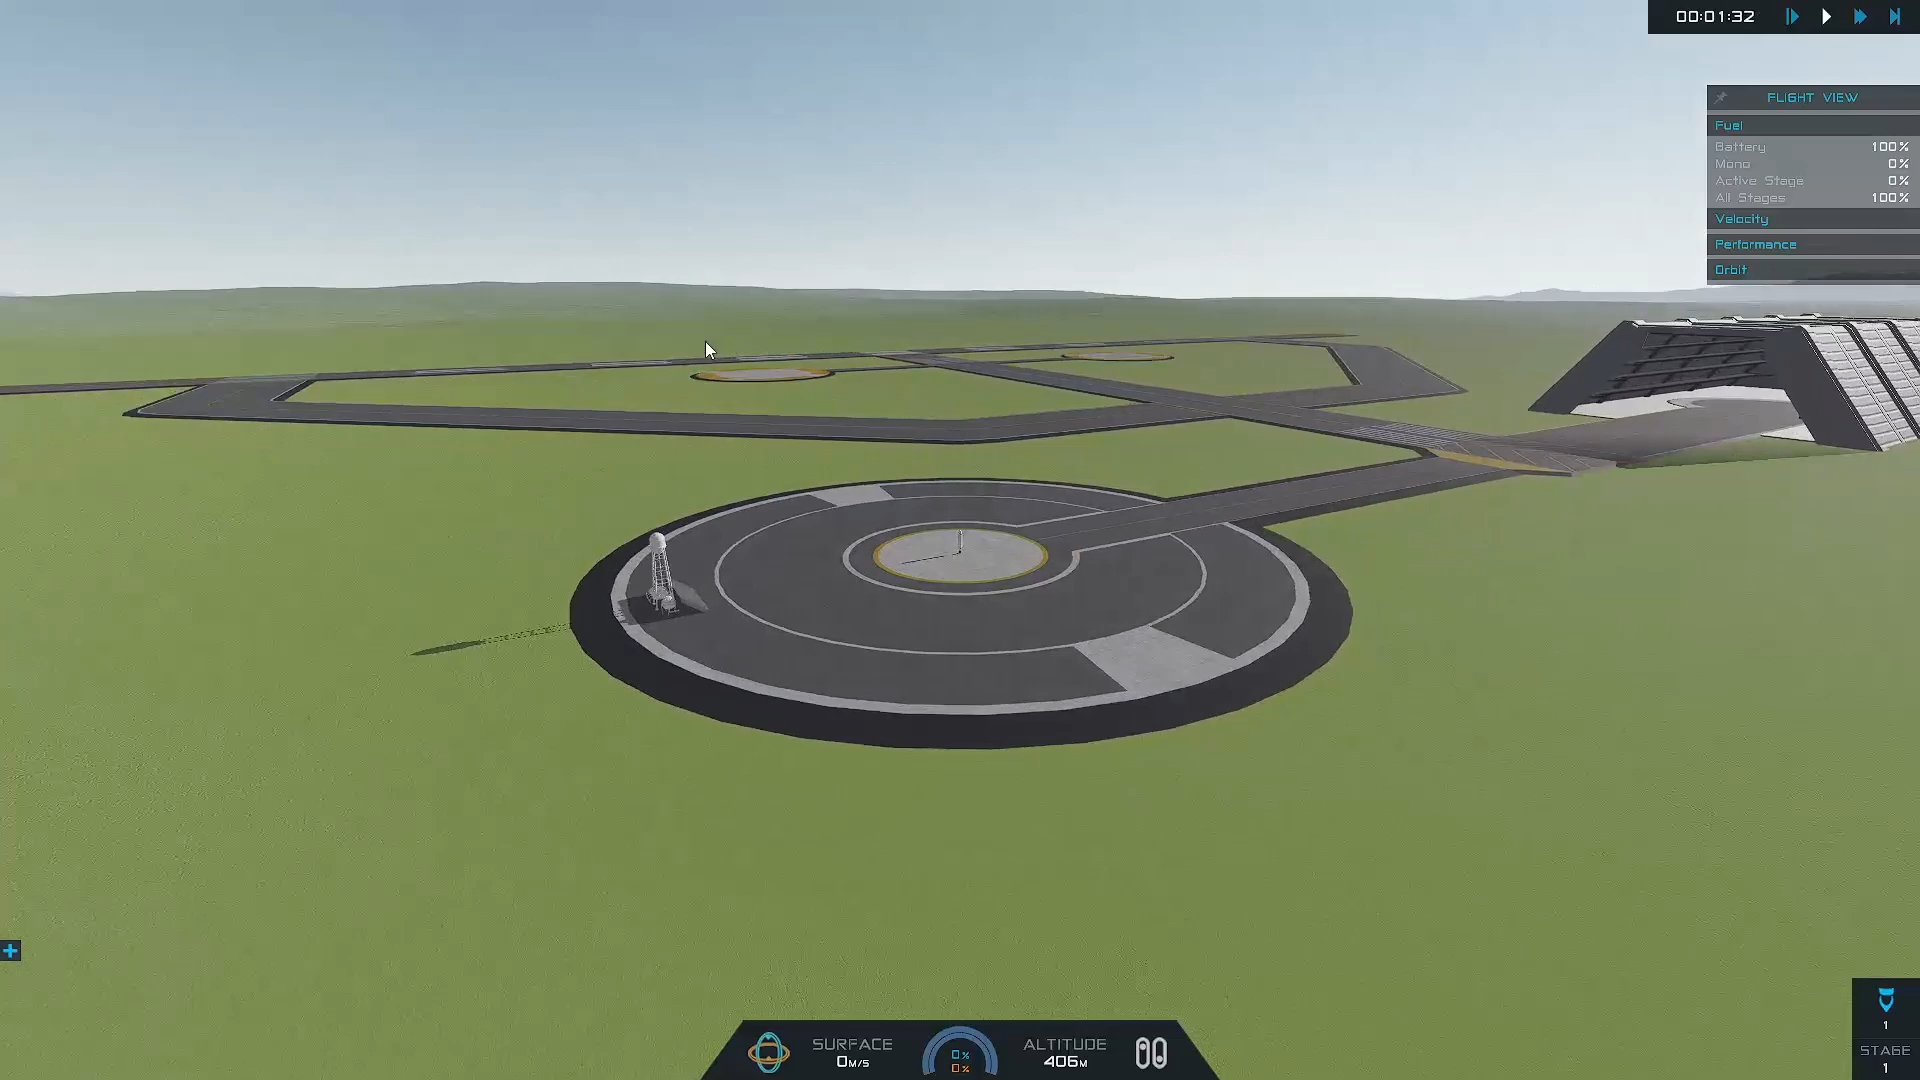 00:01:32
FLIGHT VIEW
Fuel
Battery 100%
Mono 0%
Active Stage 0%
All Stages 100%
Velocity
Performance
Orbit
SURFACE
0M/S
0%
0%
ALTITUDE
406M
1
STAGE
1